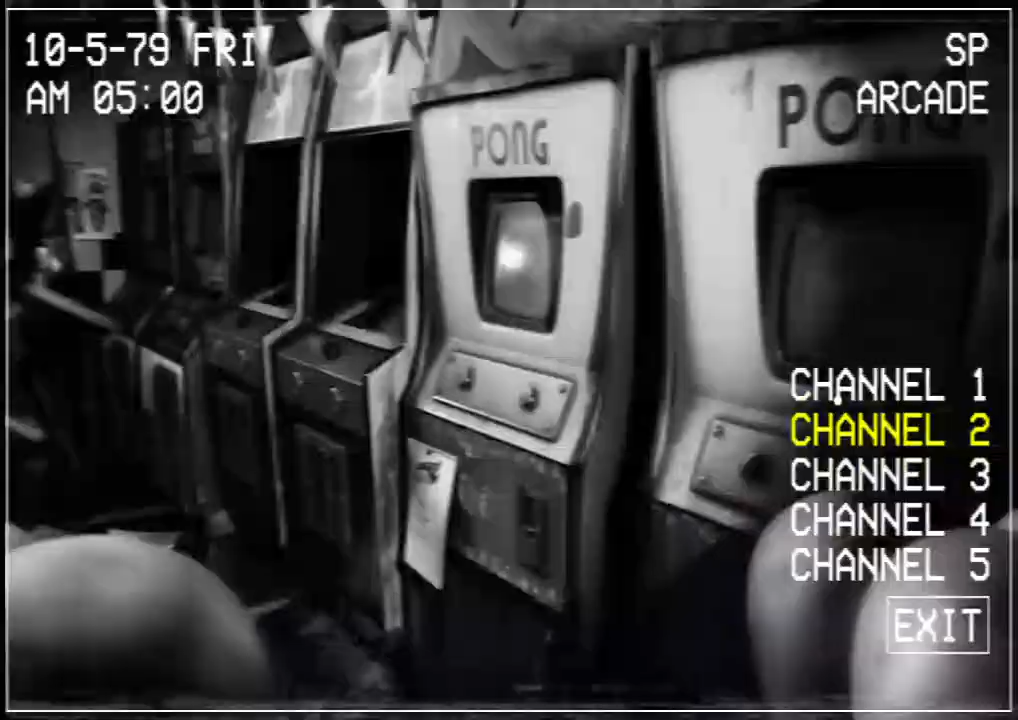 10-5-79 FRI
AM 05:00
SP
ARCADE
PONG
PONG
CHANNEL 1
CHANNEL 2
CHANNEL 3
CHANNEL 4
CHANNEL 5
EXIT